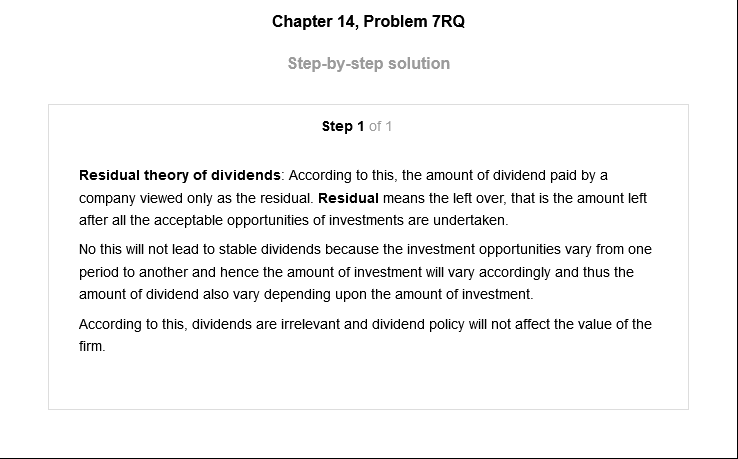 Chapter 14, Problem 7RQ
Step-by-step solution
Step 1 of 1
Residual theory of dividends: According to this, the amount of dividend paid by a
company viewed only as the residual. Residual means the left over, that is the amount left
after all the acceptable opportunities of investments are undertaken.
No this will not lead to stable dividends because the investment opportunities vary from one
period to another and hence the amount of investment will vary accordingly and thus the
amount of dividend also vary depending upon the amount of investment.
According to this, dividends are irrelevant and dividend policy will not affect the value of the
firm.